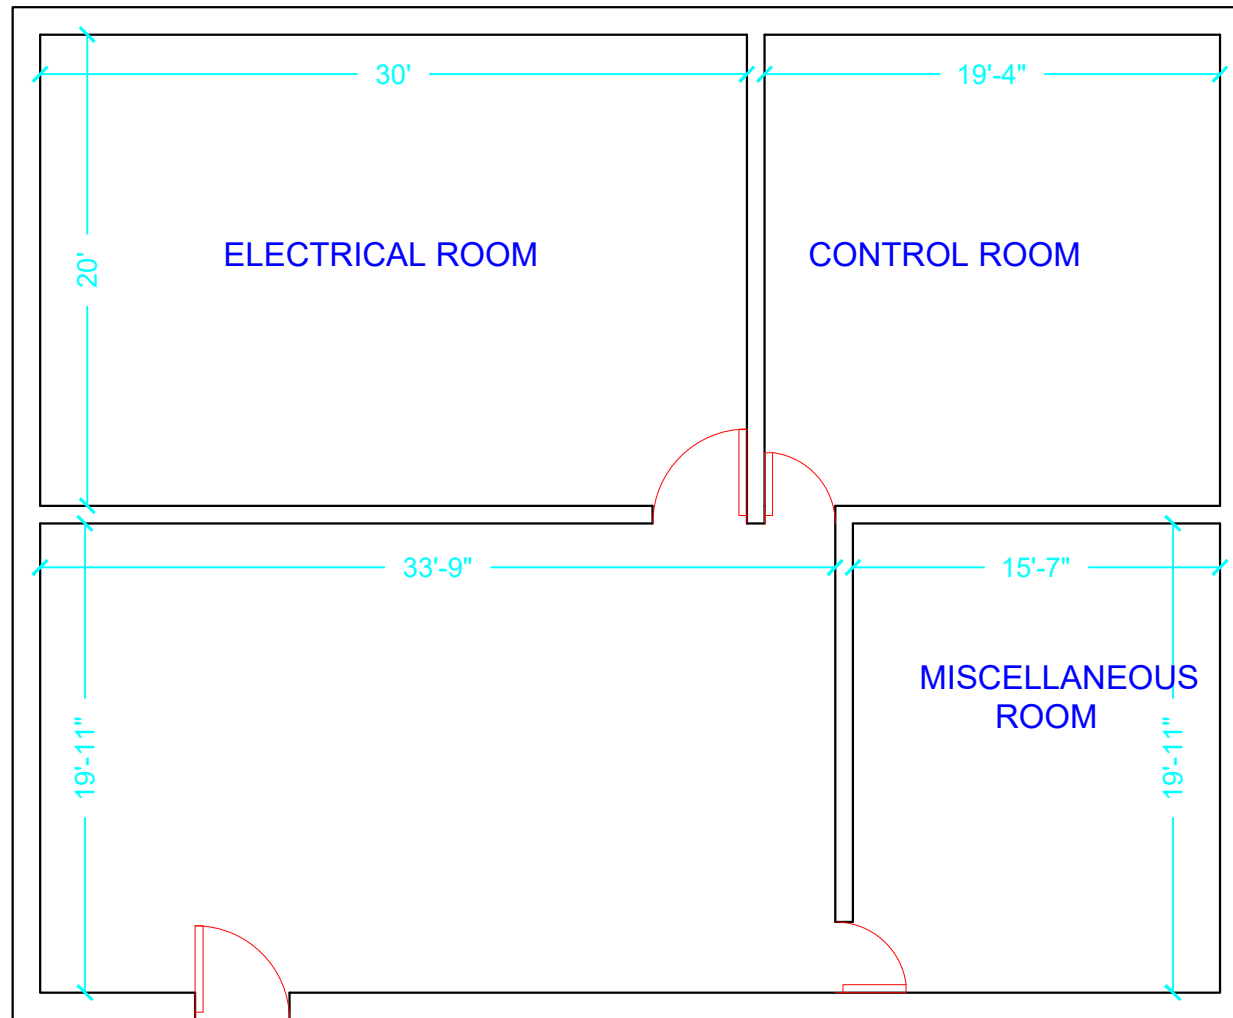 30'
19'-4"
20'
ELECTRICAL ROOM
CONTROL ROOM
33'-9"
15'-7"
19'-11"
MISCELLANEOUS
ROOM
19'-11"